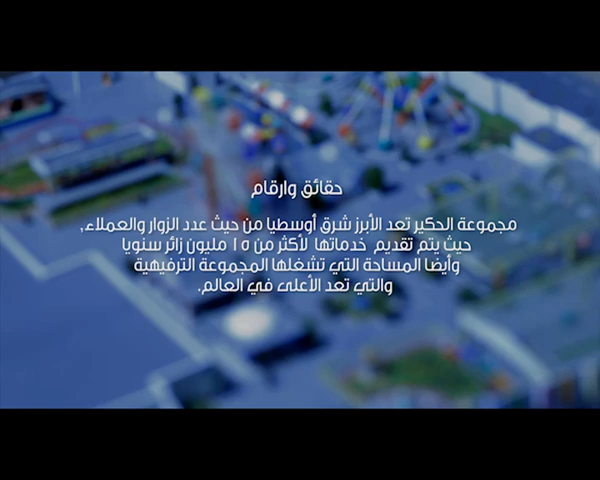 حقائق وارقام
مجموعة الحكير تعد الأبرز شرق أوسطيا من حيث عدد الزوار والعملاء,
حيث يتم تقديم خدماتها لأكثر من ١٥ مليون زائر سنويا
وأيضا المساحة التي تشغلها المجموعة الترفيهية
والتي تعد الأعلى في العالم.